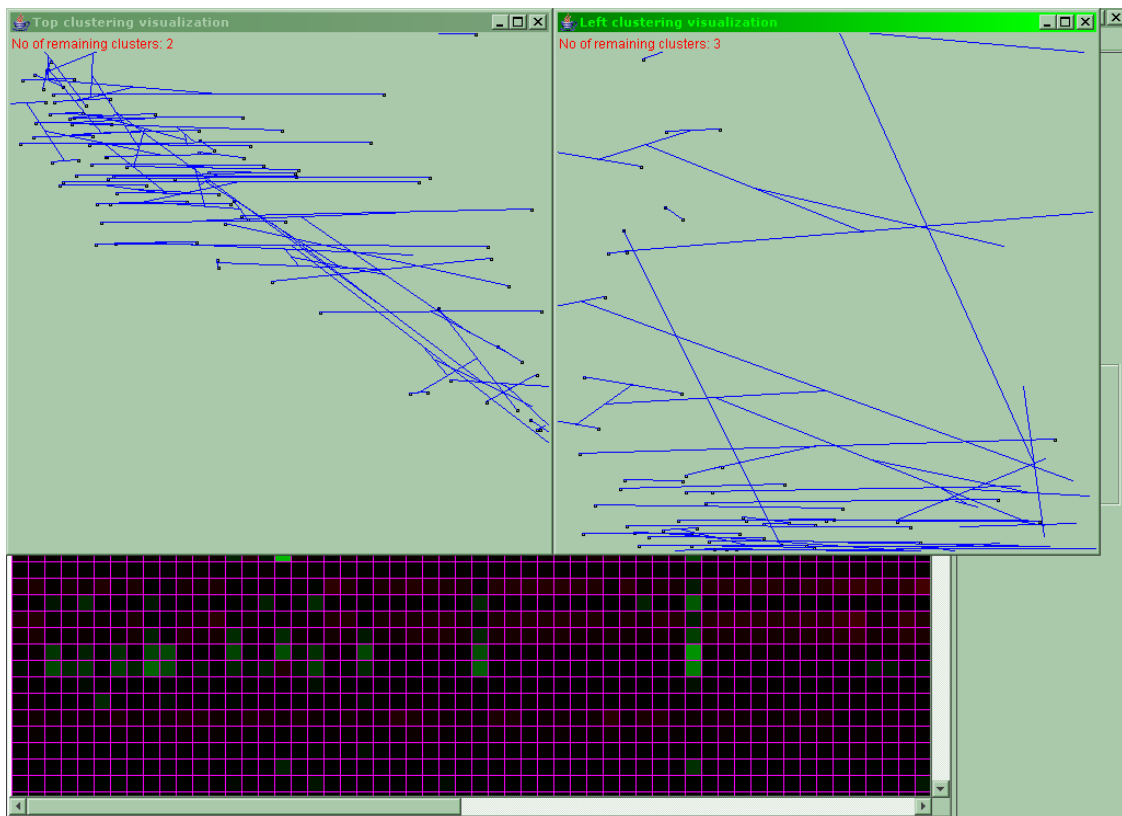 Top clustering visualization
No of remaining clusters: 2
Left clustering visualization
No of remaining clusters: 3